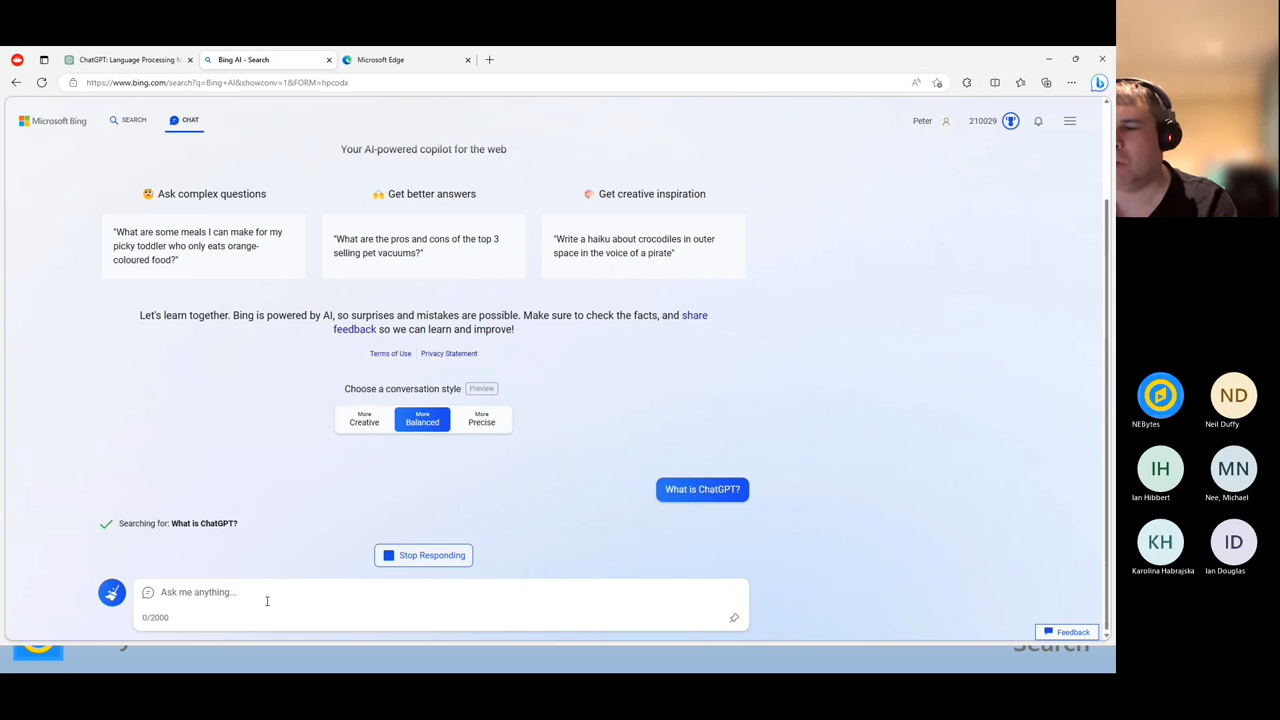 ChatGPT: Language Processing M
Bing AI - Search
Microsoft Edge
https://www.bing.com/search?q=Bing+AI&showconv=1&FORM=hpcodx
Microsoft Bing
SEARCH
CHAT
Peter
210029
Your AI-powered copilot for the web
Ask complex questions
Get better answers
Get creative inspiration
"What are some meals I can make for my
picky toddler who only eats orange-
coloured food?"
"What are the pros and cons of the top 3
selling pet vacuums?"
"Write a haiku about crocodiles in outer
space in the voice of a pirate"
Let's learn together. Bing is powered by AI, so surprises and mistakes are possible. Make sure to check the facts, and share
feedback so we can learn and improve!
Terms of Use
Privacy Statement
Choose a conversation style
Preview
More
Creative
More
Balanced
More
Precise
What is ChatGPT?
Searching for: What is ChatGPT?
Stop Responding
Ask me anything...
0/2000
Feedback
Search
NEBytes
ND
Neil Duffy
IH
Ian Hibbert
MN
Nee, Michael
KH
Karolina Habrajska
ID
Ian Douglas